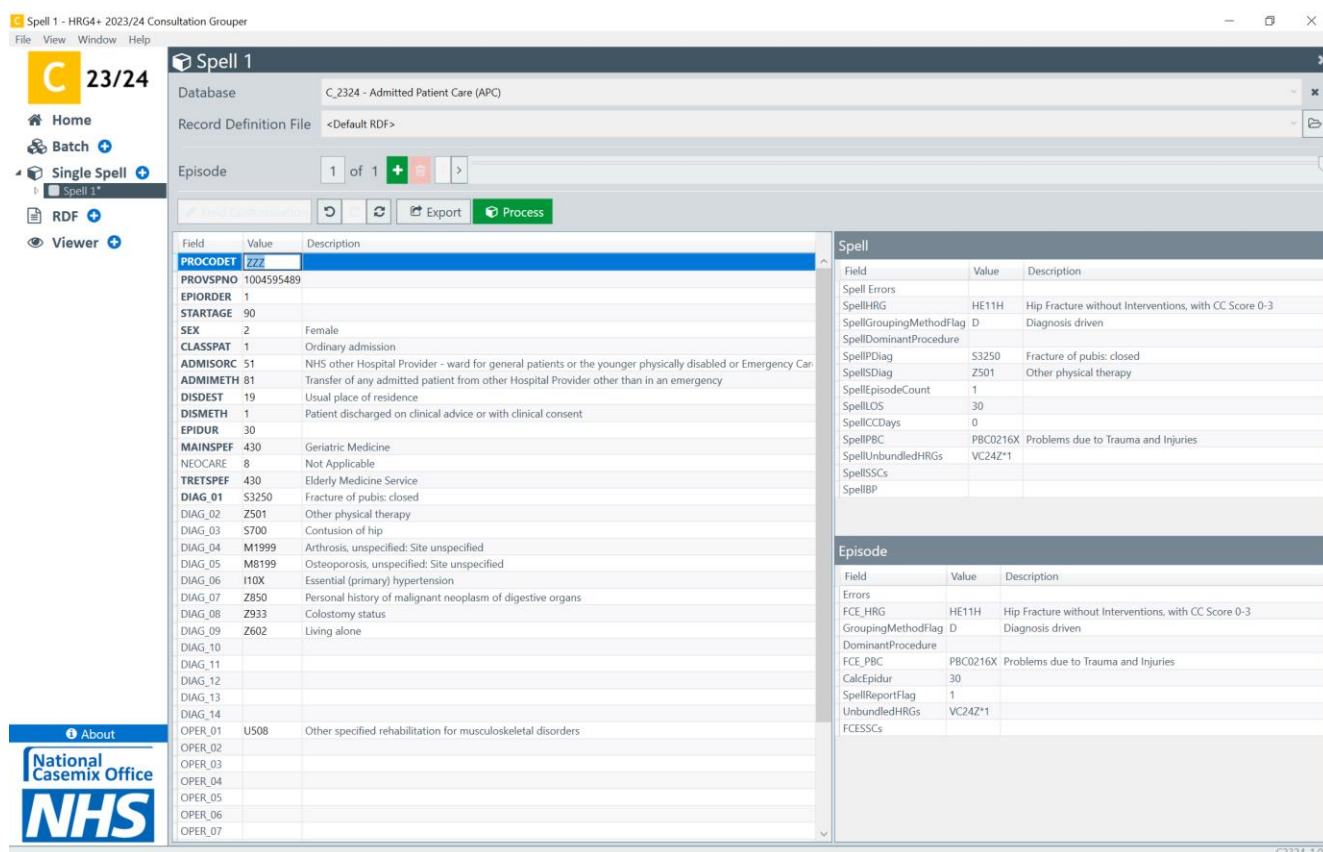 Spell 1 - HRG4+ 2023/24 Consultation Grouper
File View Window Help
C 23/24
Home
Batch
Single Spell
Spell 1*
RDF
Viewer
About
National
Casemix Office
NHS
Spell 1
Database C_2324 - Admitted Patient Care (APC)
Record Definition File <Default RDF>
Episode 1 of 1
Export Process
Field Value Description
PROCODET ZZZ
PROVSPNO 1004595489
EPIORDER 1
STARTAGE 90
SEX 2 Female
CLASSPAT 1 Ordinary admission
ADMISORC 51 NHS other Hospital Provider - ward for general patients or the younger physically disabled or Emergency Car
ADMIMETH 81 Transfer of any admitted patient from other Hospital Provider other than in an emergency
DISDEST 19 Usual place of residence
DISMETH 1 Patient discharged on clinical advice or with clinical consent
EPIDUR 30
MAINSPEF 430 Geriatric Medicine
NEOCARE 8 Not Applicable
TRETSPEF 430 Elderly Medicine Service
DIAG_01 S3250 Fracture of pubis: closed
DIAG_02 Z501 Other physical therapy
DIAG_03 S700 Contusion of hip
DIAG_04 M1999 Arthrosis, unspecified: Site unspecified
DIAG_05 M8199 Osteoporosis, unspecified: Site unspecified
DIAG_06 I10X Essential (primary) hypertension
DIAG_07 Z850 Personal history of malignant neoplasm of digestive organs
DIAG_08 Z933 Colostomy status
DIAG_09 Z602 Living alone
DIAG_10
DIAG_11
DIAG_12
DIAG_13
DIAG_14
OPER_01 U508 Other specified rehabilitation for musculoskeletal disorders
OPER_02
OPER_03
OPER_04
OPER_05
OPER_06
OPER_07
Spell
Field Value Description
Spell Errors
SpellHRG HE11H Hip Fracture without Interventions, with CC Score 0-3
SpellGroupingMethodFlag D Diagnosis driven
SpellDominantProcedure
SpellPDiag S3250 Fracture of pubis: closed
SpellSDiag Z501 Other physical therapy
SpellEpisodeCount 1
SpellLOS 30
SpellCCDays 0
SpellPBC PBC0216X Problems due to Trauma and Injuries
SpellUnbundledHRGs VC24Z*1
SpellSSCs
SpellBP
Episode
Field Value Description
Errors
FCE_HRG HE11H Hip Fracture without Interventions, with CC Score 0-3
GroupingMethodFlag D Diagnosis driven
DominantProcedure
FCE_PBC PBC0216X Problems due to Trauma and Injuries
CalcEpidur 30
SpellReportFlag 1
UnbundledHRGs VC24Z*1
FCESSCs